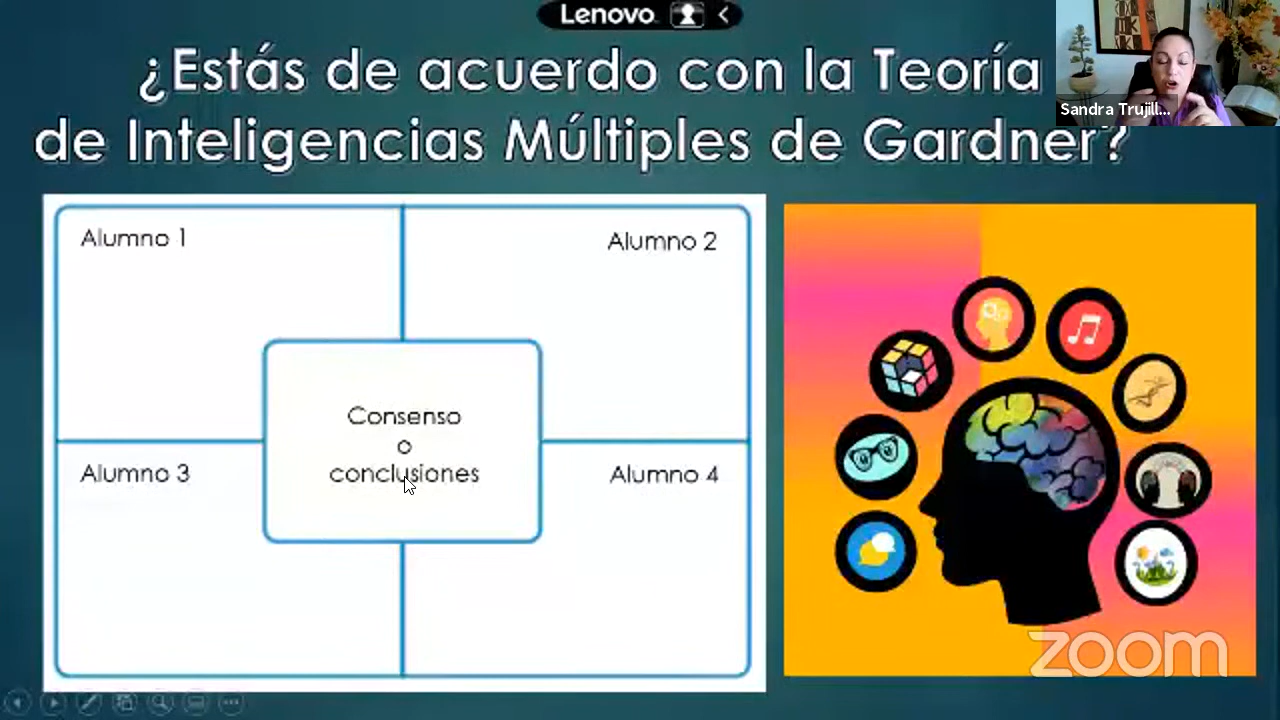 Lenovo
¿Estás de acuerdo con la Teoría
de Inteligencias Múltiples de Gardner?
Sandra Trujill...
Alumno 1
Alumno 2
Consenso
o
conclusiones
Alumno 3
Alumno 4
zoom